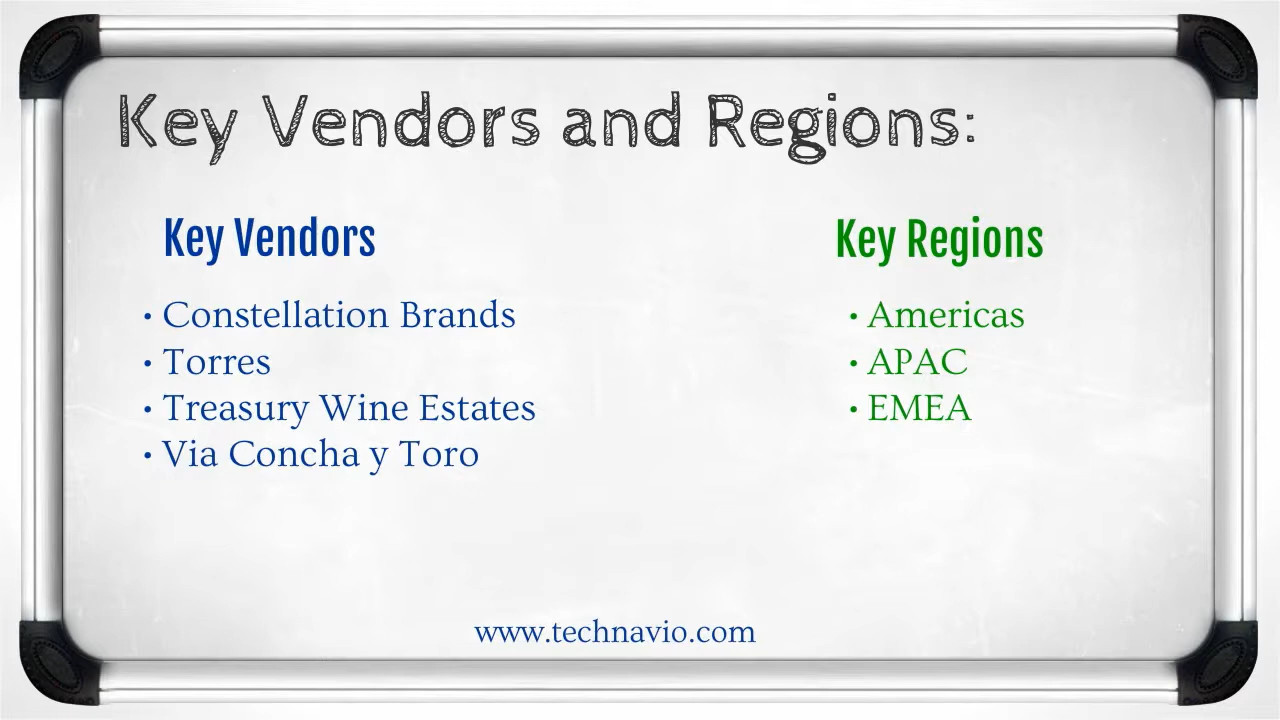 Key Vendors and Regions:
Key Vendors
• Constellation Brands
• Torres
• Treasury Wine Estates
• Via Concha y Toro
Key Regions
• Americas
• APAC
• EMEA
www.technavio.com